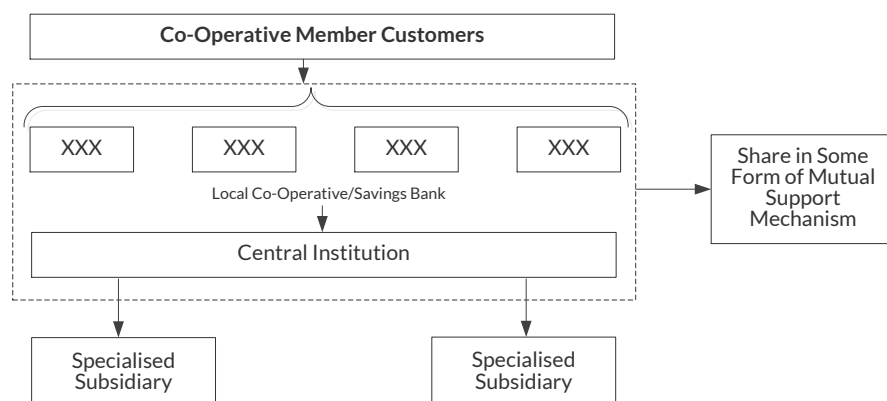 Co-Operative Member Customers
XXX XXX XXX XXX
Share in Some
Form of Mutual
Support
Mechanism
Local Co-Operative/Savings Bank
Central Institution
Specialised
Subsidiary
Specialised
Subsidiary